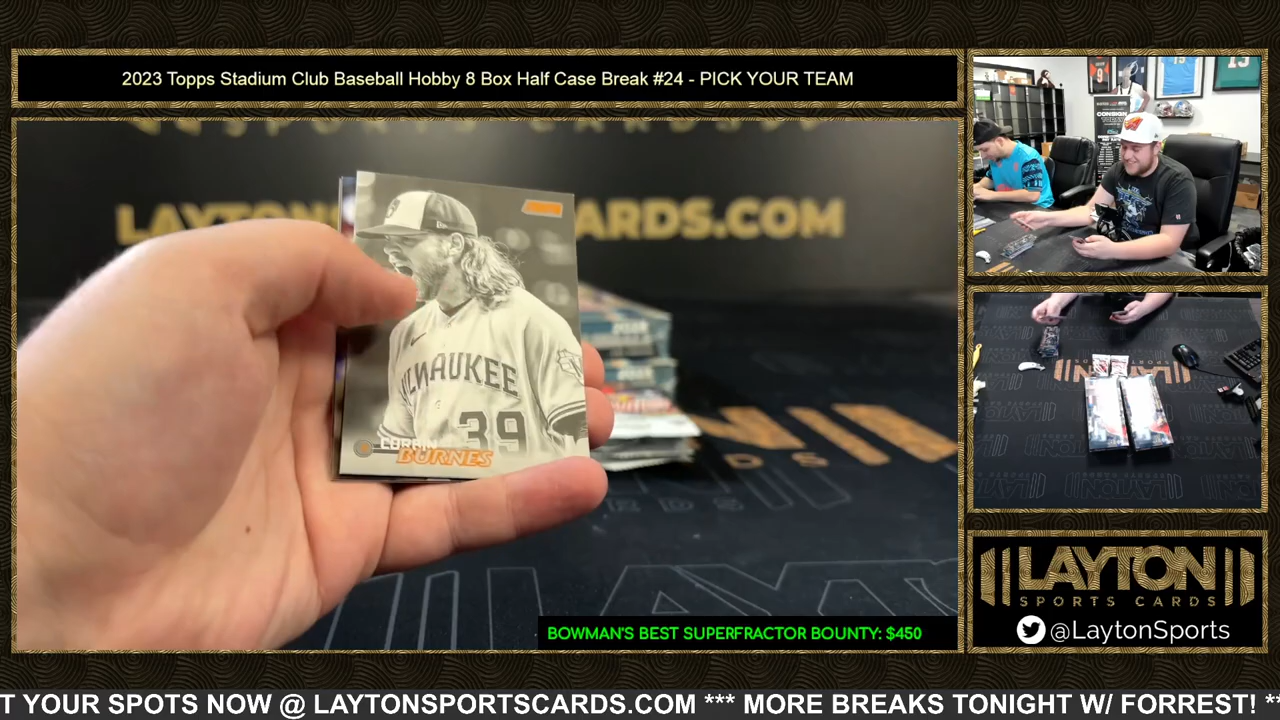 2023 Topps Stadium Club Baseball Hobby 8 Box Half Case Break #24 - PICK YOUR TEAM
CARDS.COM
MILWAUKEE
39
CORBIN
BURNES
BOWMAN'S BEST SUPERFRACTOR BOUNTY: $450
CONSIGN
LAYTON
SPORTS CARDS
@LaytonSports
T YOUR SPOTS NOW @ LAYTONSPORTSCARDS.COM *** MORE BREAKS TONIGHT W/ FORREST! **